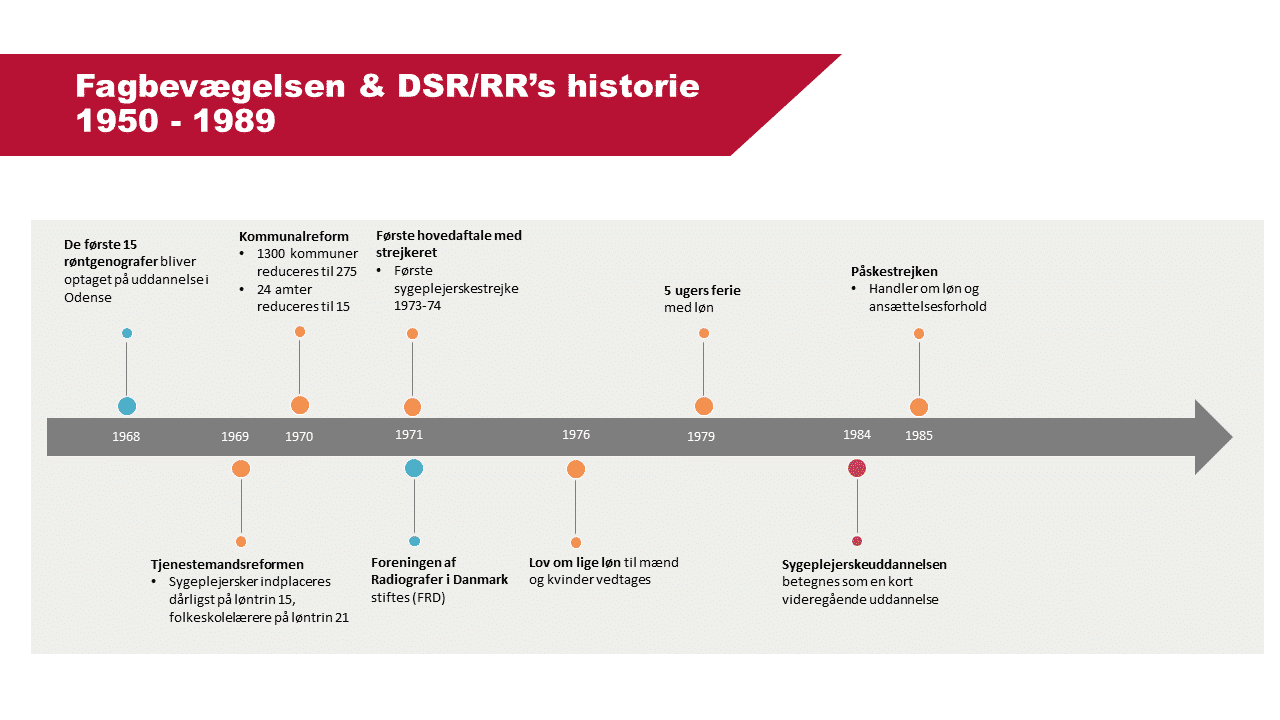 Fagbevægelsen & DSR/RR's historie
1950 - 1989
De første 15
røntgenografer bliver
optaget på uddannelse i
Odense
Kommunalreform
• 1300 kommuner
reduceres til 275
• 24 amter
reduceres til 15
Første hovedaftale med
strejkeret
• Første
sygeplejerskestrejke
1973-74
5 ugers ferie
med løn
Påskestrejken
• Handler om løn og
ansættelsesforhold
1968
1969
1970
1971
1976
1979
1984
1985
Tjenestemandsreformen
• Sygeplejersker indplaceres
dårligst på løntrin 15,
folkeskolelærere på løntrin 21
Foreningen af
Radiografer i Danmark
stiftes (FRD)
Lov om lige løn til mænd
og kvinder vedtages
Sygeplejerskeuddannelsen
betegnes som en kort
videregående uddannelse